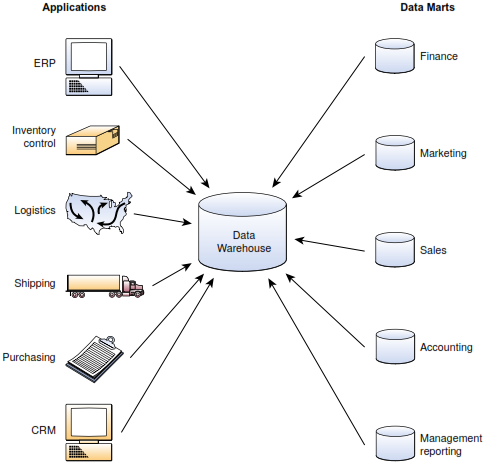 Applications
Data Marts
ERP
Finance
Inventory
control
Marketing
Logistics
Data
Warehouse
Sales
Shipping
Purchasing
Accounting
CRM
Management
reporting